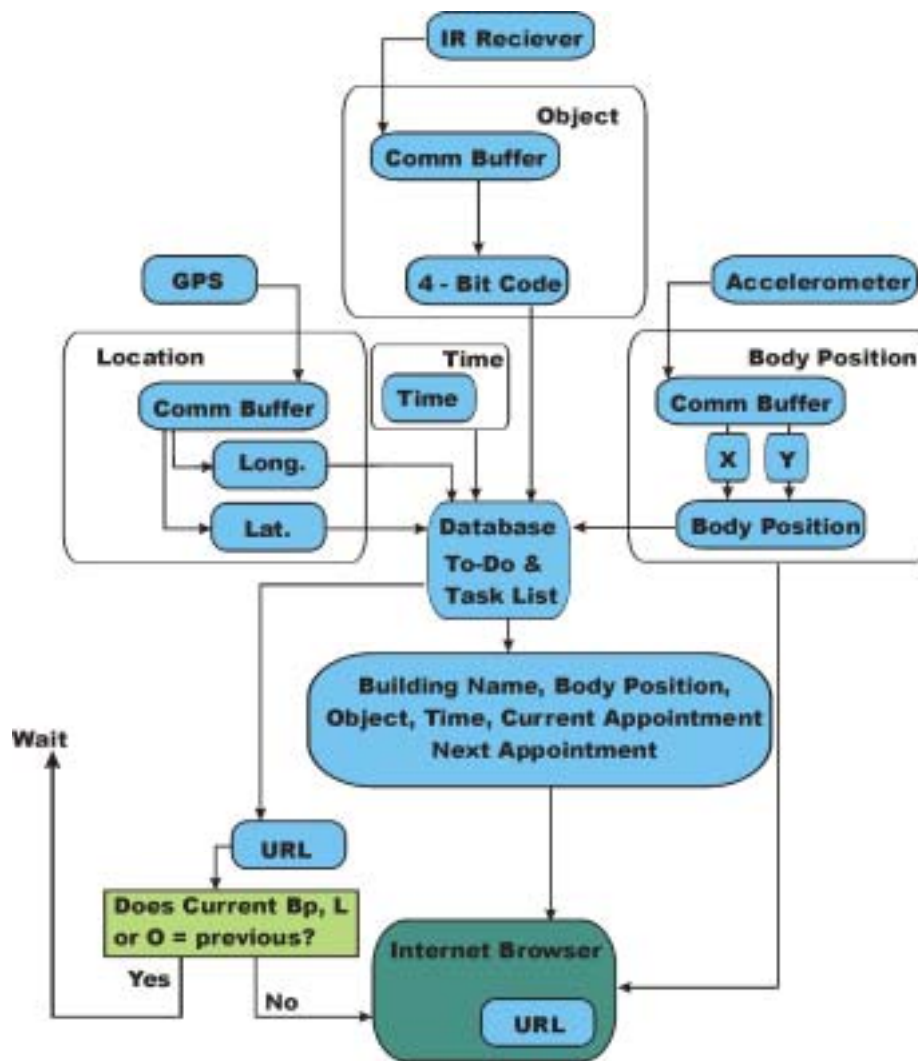 IR Reciever
Object
Comm Buffer
4 - Bit Code
GPS
Accelerometer
Location
Comm Buffer
Long.
Lat.
Time
Time
Body Position
Comm Buffer
X
Y
Body Position
Database
To-Do &
Task List
Building Name, Body Position,
Object, Time, Current Appointment
Next Appointment
Wait
URL
Does Current Bp, L
or O = previous?
Yes
No
Internet Browser
URL